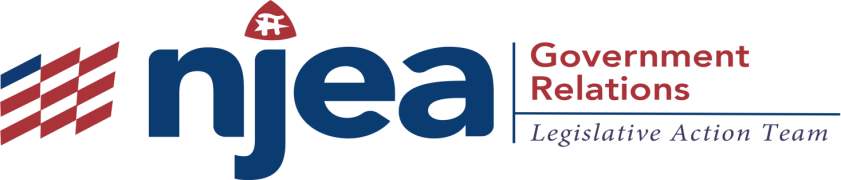 njea
Government
Relations
Legislative Action Team